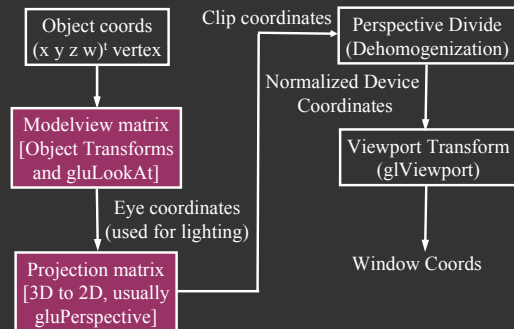 Object coords
(x y z w)ᵗ vertex
Modelview matrix
[Object Transforms
and gluLookAt]
Eye coordinates
(used for lighting)
Projection matrix
[3D to 2D, usually
gluPerspective]
Clip coordinates
Perspective Divide
(Dehomogenization)
Normalized Device
Coordinates
Viewport Transform
(glViewport)
Window Coords